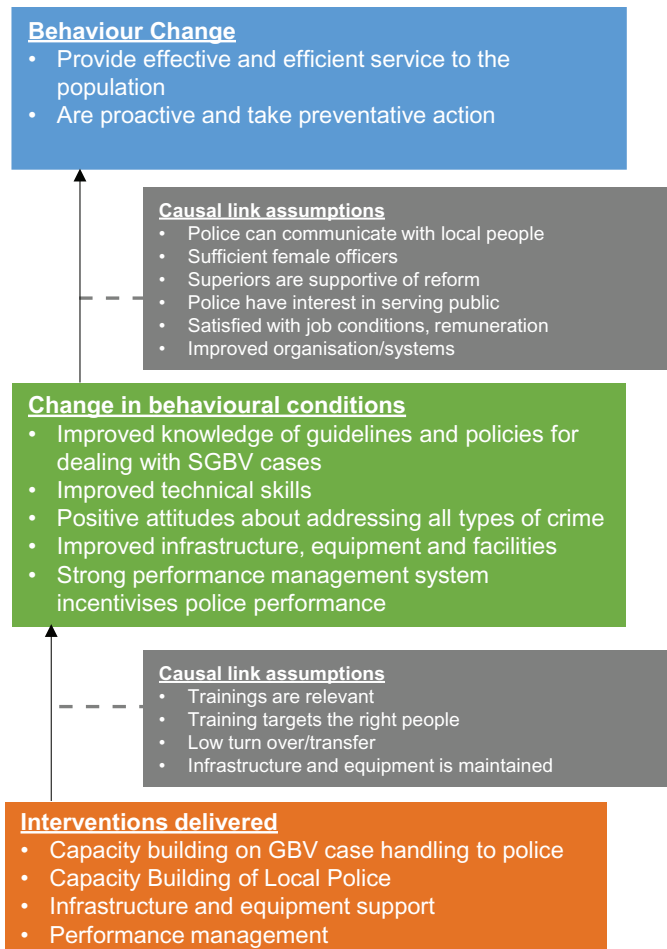 Behaviour Change
• Provide effective and efficient service to the
population
• Are proactive and take preventative action
Causal link assumptions
• Police can communicate with local people
• Sufficient female officers
• Superiors are supportive of reform
• Police have interest in serving public
• Satisfied with job conditions, remuneration
• Improved organisation/systems
Change in behavioural conditions
• Improved knowledge of guidelines and policies for
dealing with SGBV cases
• Improved technical skills
• Positive attitudes about addressing all types of crime
• Improved infrastructure, equipment and facilities
• Strong performance management system
incentivises police performance
Causal link assumptions
• Trainings are relevant
• Training targets the right people
• Low turn over/transfer
• Infrastructure and equipment is maintained
Interventions delivered
• Capacity building on GBV case handling to police
• Capacity Building of Local Police
• Infrastructure and equipment support
• Performance management